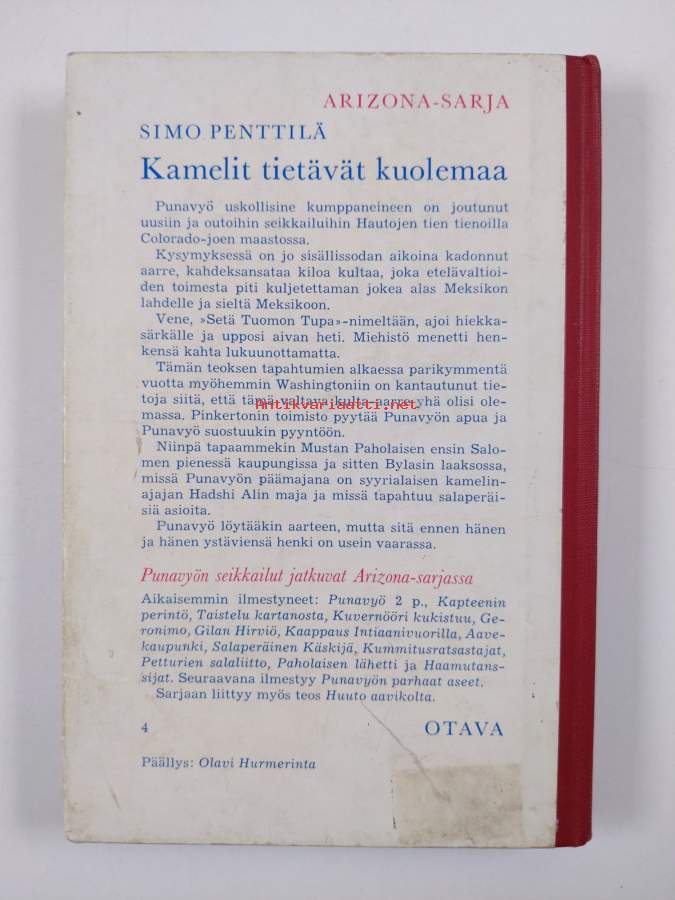 ARIZONA-SARJA
SIMO PENTTILÄ
Kamelit tietävät kuolemaa
Punavyö uskollisine kumppaneineen on joutunut
uusiin ja outoihin seikkailuihin Hautojen tien tienoilla
Colorado-joen maastossa.
Kysymyksessä on jo sisällissodan aikoina kadonnut
aarre, kahdeksansataa kiloa kultaa, joka etelävaltioi-
den toimesta piti kuljetettaman jokea alas Meksikon
lahdelle ja sieltä Meksikoon.
Vene, »Setä Tuomon Tupa»-nimeltään, ajoi hiekka-
särkälle ja upposi aivan heti. Miehistö menetti hen-
kensä kahta lukuunottamatta.
Tämän teoksen tapahtumien alkaessa parikymmentä
vuotta myöhemmin Washingtoniin on kantautunut tie-
toja siitä, että tämä valtava kulta-aarre yhä olisi ole-
massa. Pinkertonin toimisto pyytää Punavyön apua ja
Punavyö suostuukin pyyntöön.
Niinpä tapaammekin Mustan Paholaisen ensin Salo-
men pienessä kaupungissa ja sitten Bylasin laaksossa,
missä Punavyön päämajana on syyrialaisen kamelin-
ajajan Hadshi Alin maja ja missä tapahtuu salaperäi-
siä asioita.
Punavyö löytääkin aarteen, mutta sitä ennen hänen
ja hänen ystäviensä henki on usein vaarassa.
Punavyön seikkailut jatkuvat Arizona-sarjassa
Aikaisemmin ilmestyneet: Punavyö 2 p., Kapteenin
perintö, Taistelu kartanosta, Kuvernööri kukistuu, Ge-
ronimo, Gilan Hirviö, Kaappaus Intiaanivuorilla, Aave-
kaupunki, Salaperäinen Käskijä, Kummitusratsastajat,
Petturien salaliitto, Paholaisen lähetti ja Haamutans-
sijat. Seuraavana ilmestyy Punavyön parhaat aseet.
Sarjaan liittyy myös teos Huuto aavikolta.
4 OTAVA
Päällys: Olavi Hurmerinta
Antikvariaatti.net